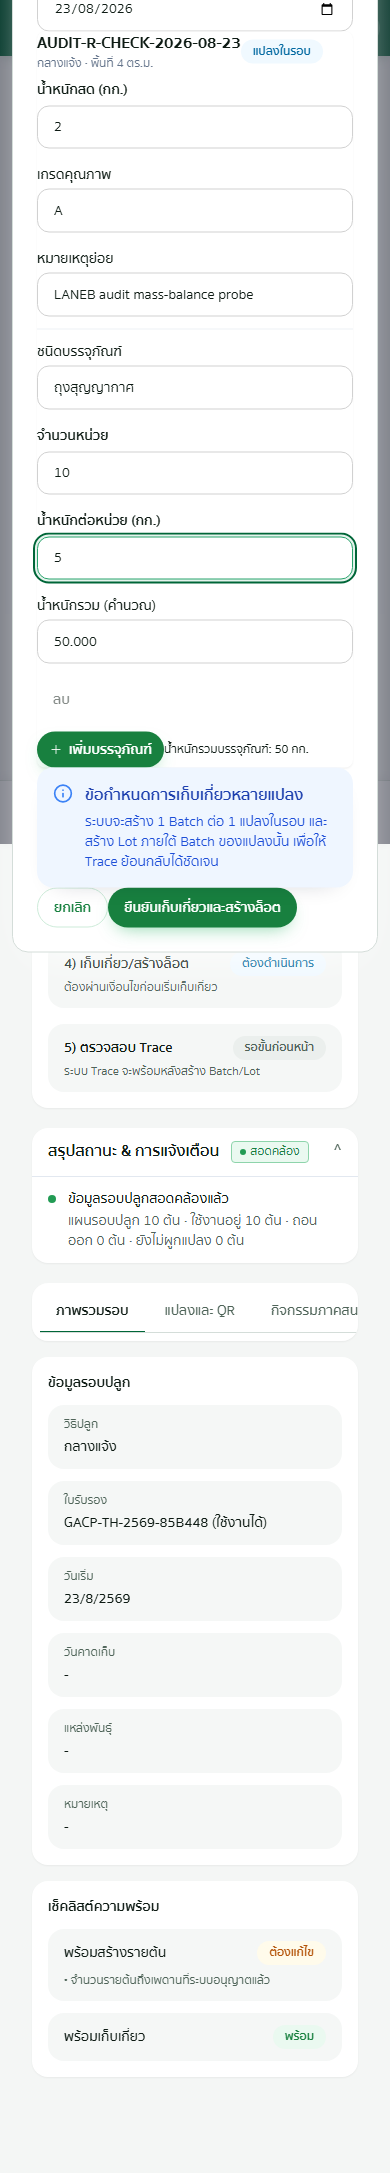 23/08/2026
AUDIT-R-CHECK-2026-08-23
แปลงในรอบ
กลางแจ้ง · พื้นที่ 4 ตร.ม.
น้ำหนักสด (กก.)
2
เกรดคุณภาพ
A
หมายเหตุย่อย
LANEB audit mass-balance probe
ชนิดบรรจุภัณฑ์
ถุงสุญญากาศ
จำนวนหน่วย
10
น้ำหนักต่อหน่วย (กก.)
5
น้ำหนักรวม (คำนวณ)
50.000
ลบ
+ เพิ่มบรรจุภัณฑ์
น้ำหนักรวมบรรจุภัณฑ์: 50 กก.
ข้อกำหนดการเก็บเกี่ยวหลายแปลง
ระบบจะสร้าง 1 Batch ต่อ 1 แปลงในรอบ และ
สร้าง Lot ภายใต้ Batch ของแปลงนั้น เพื่อให้
Trace ย้อนกลับได้ชัดเจน
ยกเลิก
ยืนยันเก็บเกี่ยวและสร้างล็อต
4) เก็บเกี่ยว/สร้างล็อต
ต้องดำเนินการ
ต้องผ่านเงื่อนไขก่อนเริ่มเก็บเกี่ยว
5) ตรวจสอบ Trace
รอขั้นก่อนหน้า
ระบบ Trace จะพร้อมหลังสร้าง Batch/Lot
สรุปสถานะ & การแจ้งเตือน
สอดคล้อง
^
ข้อมูลรอบปลูกสอดคล้องแล้ว
แผนรอบปลูก 10 ต้น · ใช้งานอยู่ 10 ต้น · ถอน
ออก 0 ต้น · ยังไม่ผูกแปลง 0 ต้น
ภาพรวมรอบ
แปลงและ QR
กิจกรรมภาคสน
ข้อมูลรอบปลูก
วิธีปลูก
กลางแจ้ง
ใบรับรอง
GACP-TH-2569-85B448 (ใช้งานได้)
วันเริ่ม
23/8/2569
วันคาดเก็บ
-
แหล่งพันธุ์
-
หมายเหตุ
-
เช็คลิสต์ความพร้อม
พร้อมสร้างรายต้น
ต้องแก้ไข
• จำนวนรายต้นถึงเพดานที่ระบบอนุญาตแล้ว
พร้อมเก็บเกี่ยว
พร้อม